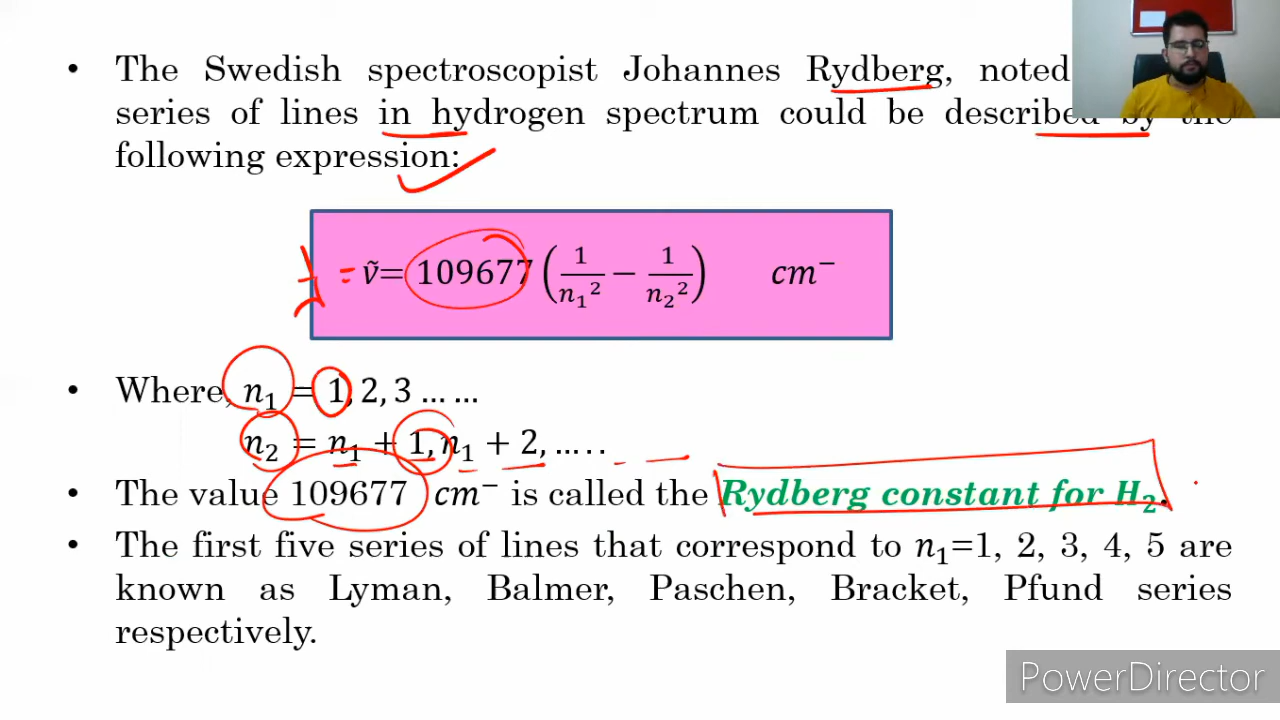 • The Swedish spectroscopist Johannes Rydberg, noted
series of lines in hydrogen spectrum could be described by the
following expression:
1/λ = ṽ= 109677 (1/n₁² − 1/n₂²) cm⁻
• Where, n₁ = 1, 2, 3 … …
n₂ = n₁ + 1, n₁ + 2, … . .
• The value 109677 cm⁻ is called the Rydberg constant for H₂.
• The first five series of lines that correspond to n₁=1, 2, 3, 4, 5 are
known as Lyman, Balmer, Paschen, Bracket, Pfund series
respectively.
PowerDirector